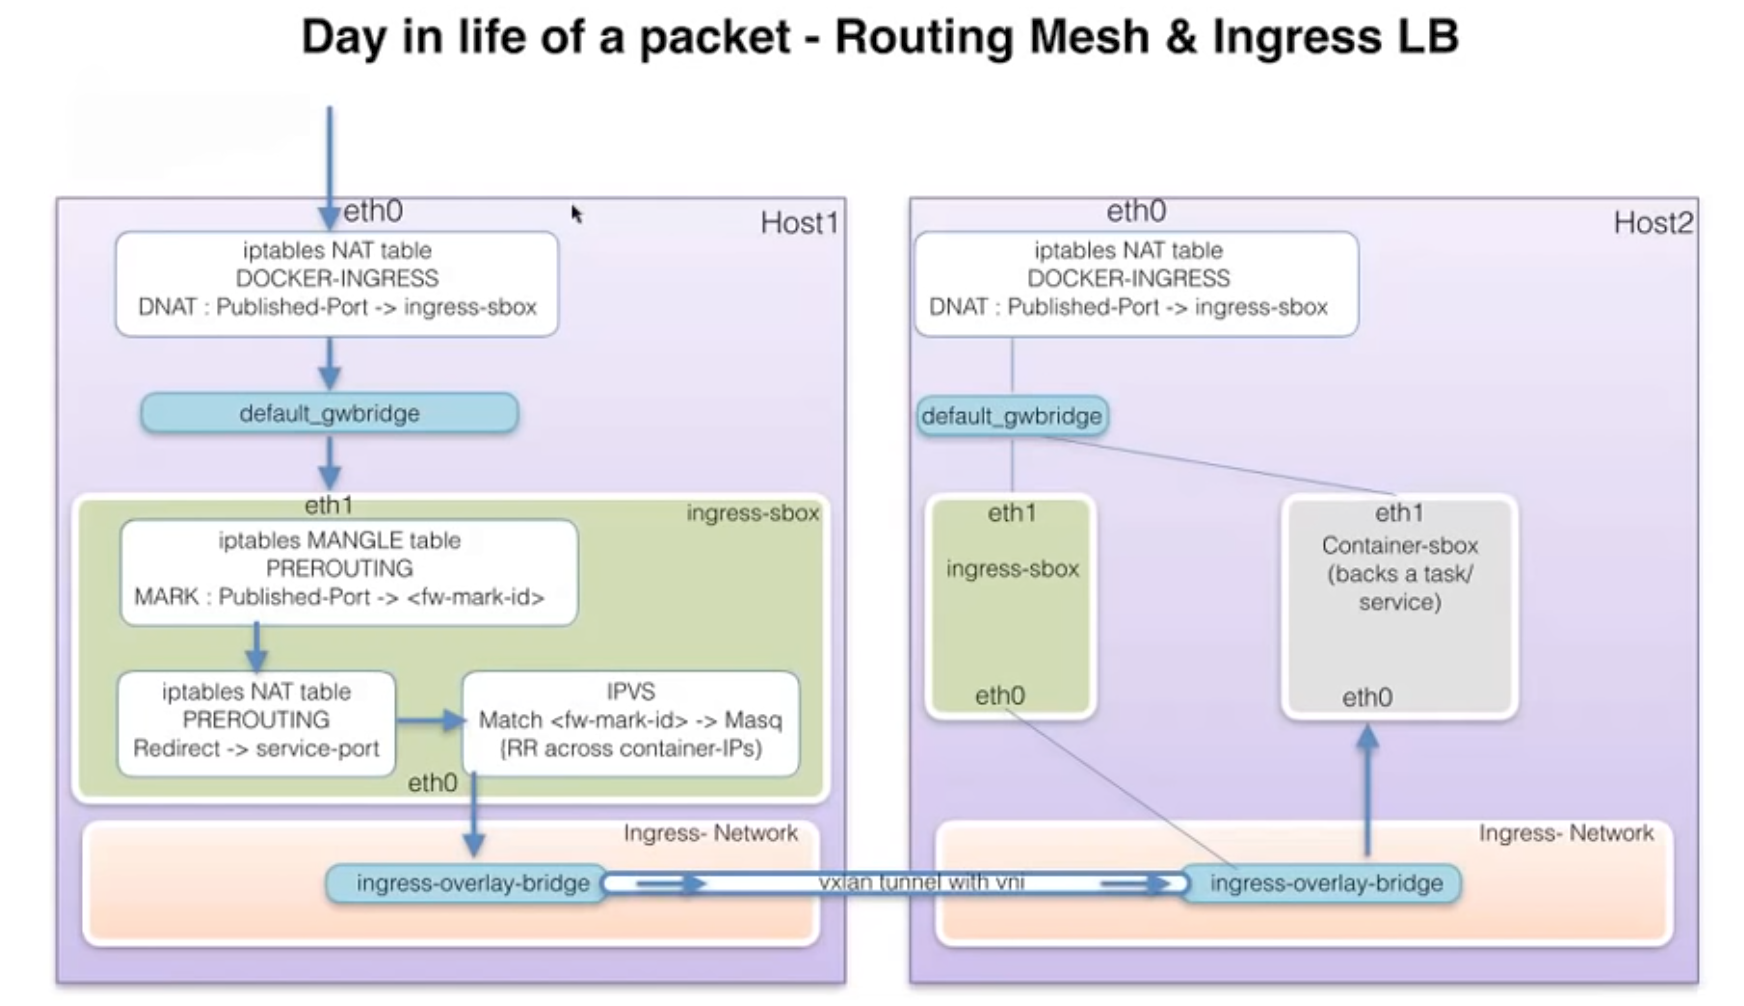 Day in life of a packet - Routing Mesh & Ingress LB
eth0
Host1
iptables NAT table
DOCKER-INGRESS
DNAT : Published-Port -> ingress-sbox
default_gwbridge
eth1
ingress-sbox
iptables MANGLE table
PREROUTING
MARK : Published-Port -> <fw-mark-id>
iptables NAT table
PREROUTING
Redirect -> service-port
IPVS
Match <fw-mark-id> -> Masq
(RR across container-IPs)
eth0
Ingress- Network
ingress-overlay-bridge
vxlan tunnel with vni
eth0
Host2
iptables NAT table
DOCKER-INGRESS
DNAT : Published-Port -> ingress-sbox
default_gwbridge
eth1
ingress-sbox
eth0
eth1
Container-sbox
(backs a task/
service)
eth0
Ingress- Network
ingress-overlay-bridge